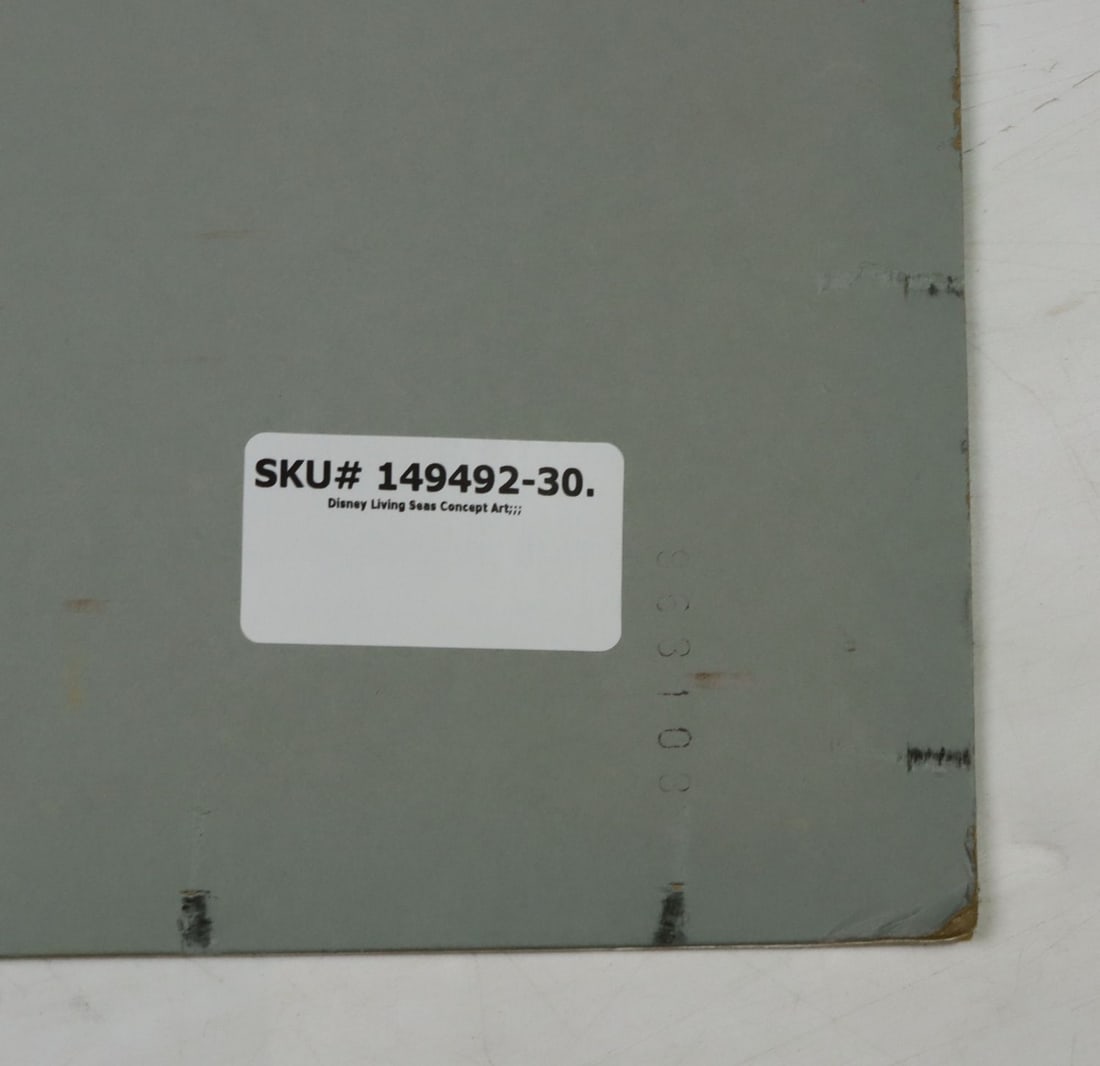 SKU# 149492-30.
Disney Living Seas Concept Art;;;